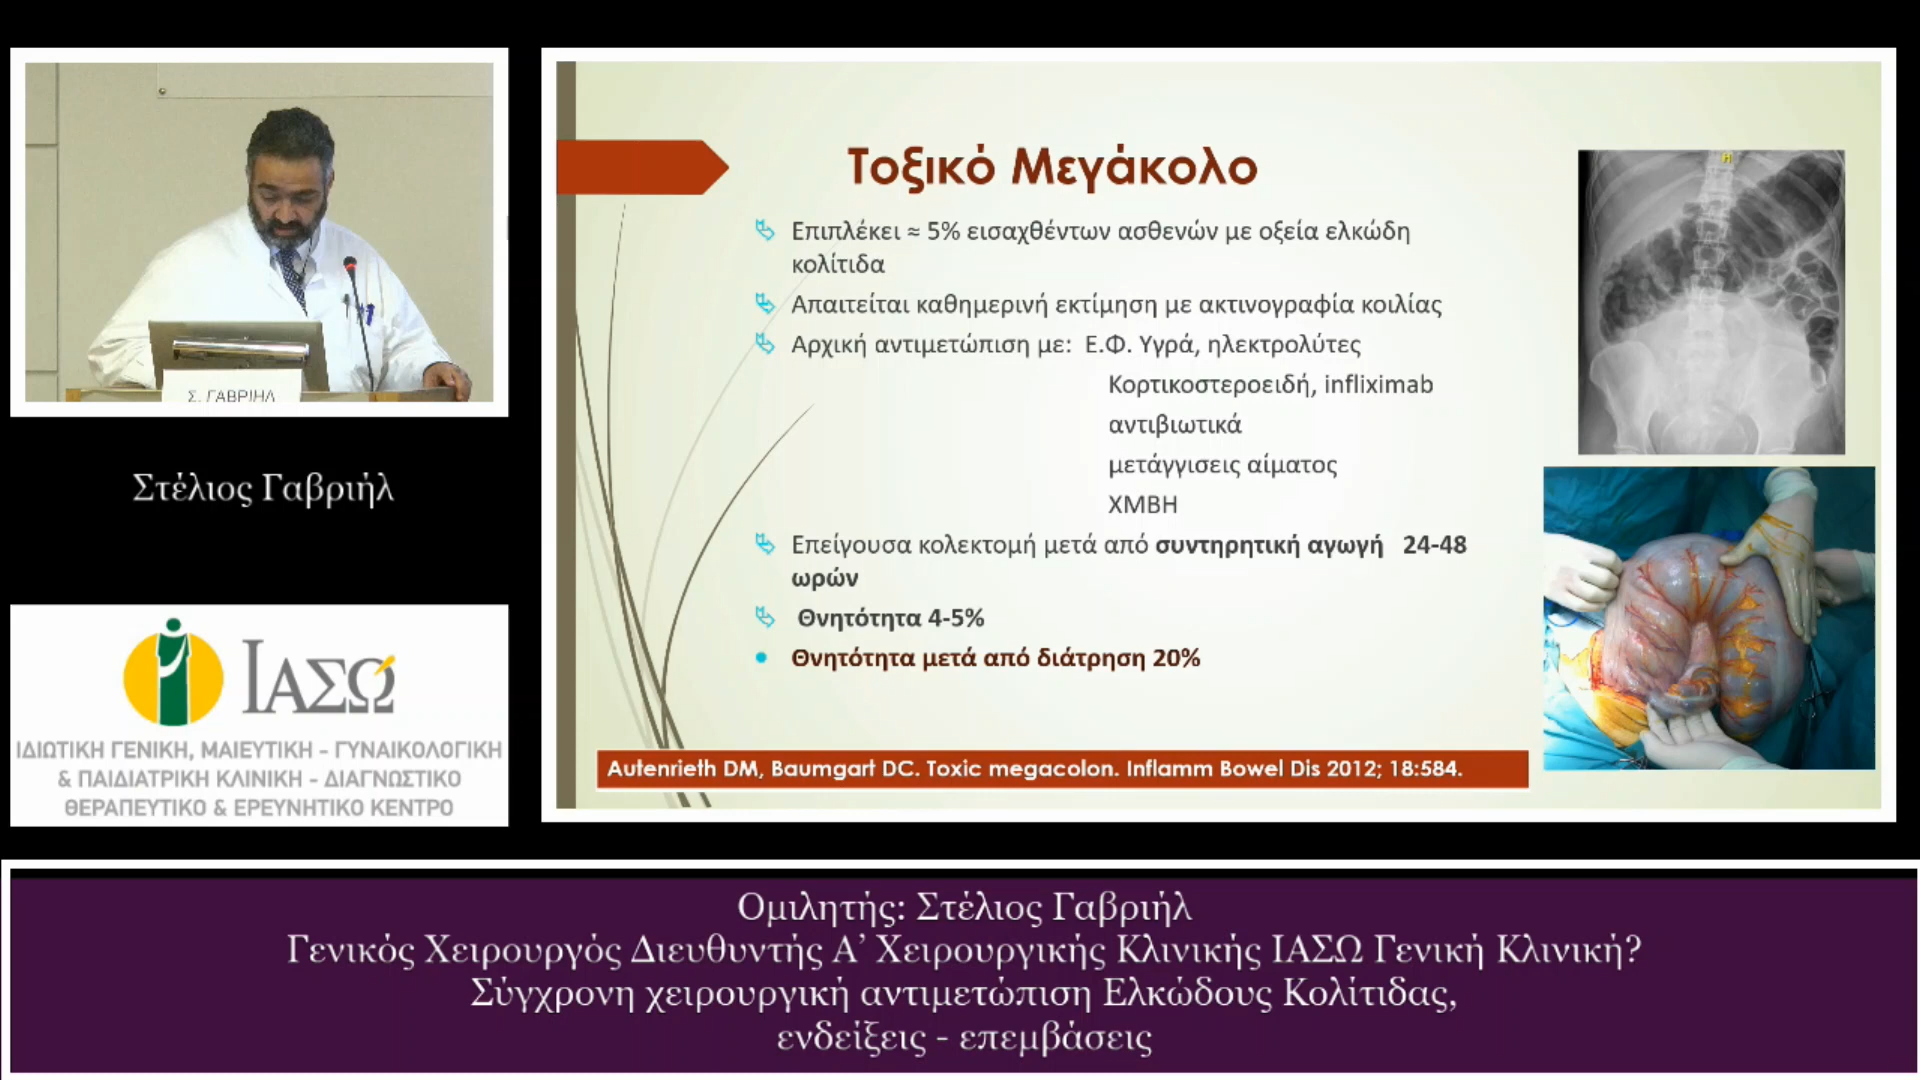 Σ. ΓΑΒΡΙΗΛ
Στέλιος Γαβριήλ
ΙΑΣΩ
ΙΔΙΩΤΙΚΗ ΓΕΝΙΚΗ, ΜΑΙΕΥΤΙΚΗ - ΓΥΝΑΙΚΟΛΟΓΙΚΗ
& ΠΑΙΔΙΑΤΡΙΚΗ ΚΛΙΝΙΚΗ - ΔΙΑΓΝΩΣΤΙΚΟ
ΘΕΡΑΠΕΥΤΙΚΟ & ΕΡΕΥΝΗΤΙΚΟ ΚΕΝΤΡΟ
Τοξικό Μεγάκολο
Επιπλέκει ≈ 5% εισαχθέντων ασθενών με οξεία ελκώδη
κολίτιδα
Απαιτείται καθημερινή εκτίμηση με ακτινογραφία κοιλίας
Αρχική αντιμετώπιση με: Ε.Φ. Υγρά, ηλεκτρολύτες
Κορτικοστεροειδή, infliximab
αντιβιωτικά
μετάγγισεις αίματος
ΧΜΒΗ
Επείγουσα κολεκτομή μετά από συντηρητική αγωγή 24-48
ωρών
Θνητότητα 4-5%
Θνητότητα μετά από διάτρηση 20%
Autenrieth DM, Baumgart DC. Toxic megacolon. Inflamm Bowel Dis 2012; 18:584.
Ομιλητής: Στέλιος Γαβριήλ
Γενικός Χειρουργός Διευθυντής Α’ Χειρουργικής Κλινικής ΙΑΣΩ Γενική Κλινική?
Σύγχρονη χειρουργική αντιμετώπιση Ελκώδους Κολίτιδας,
ενδείξεις - επεμβάσεις